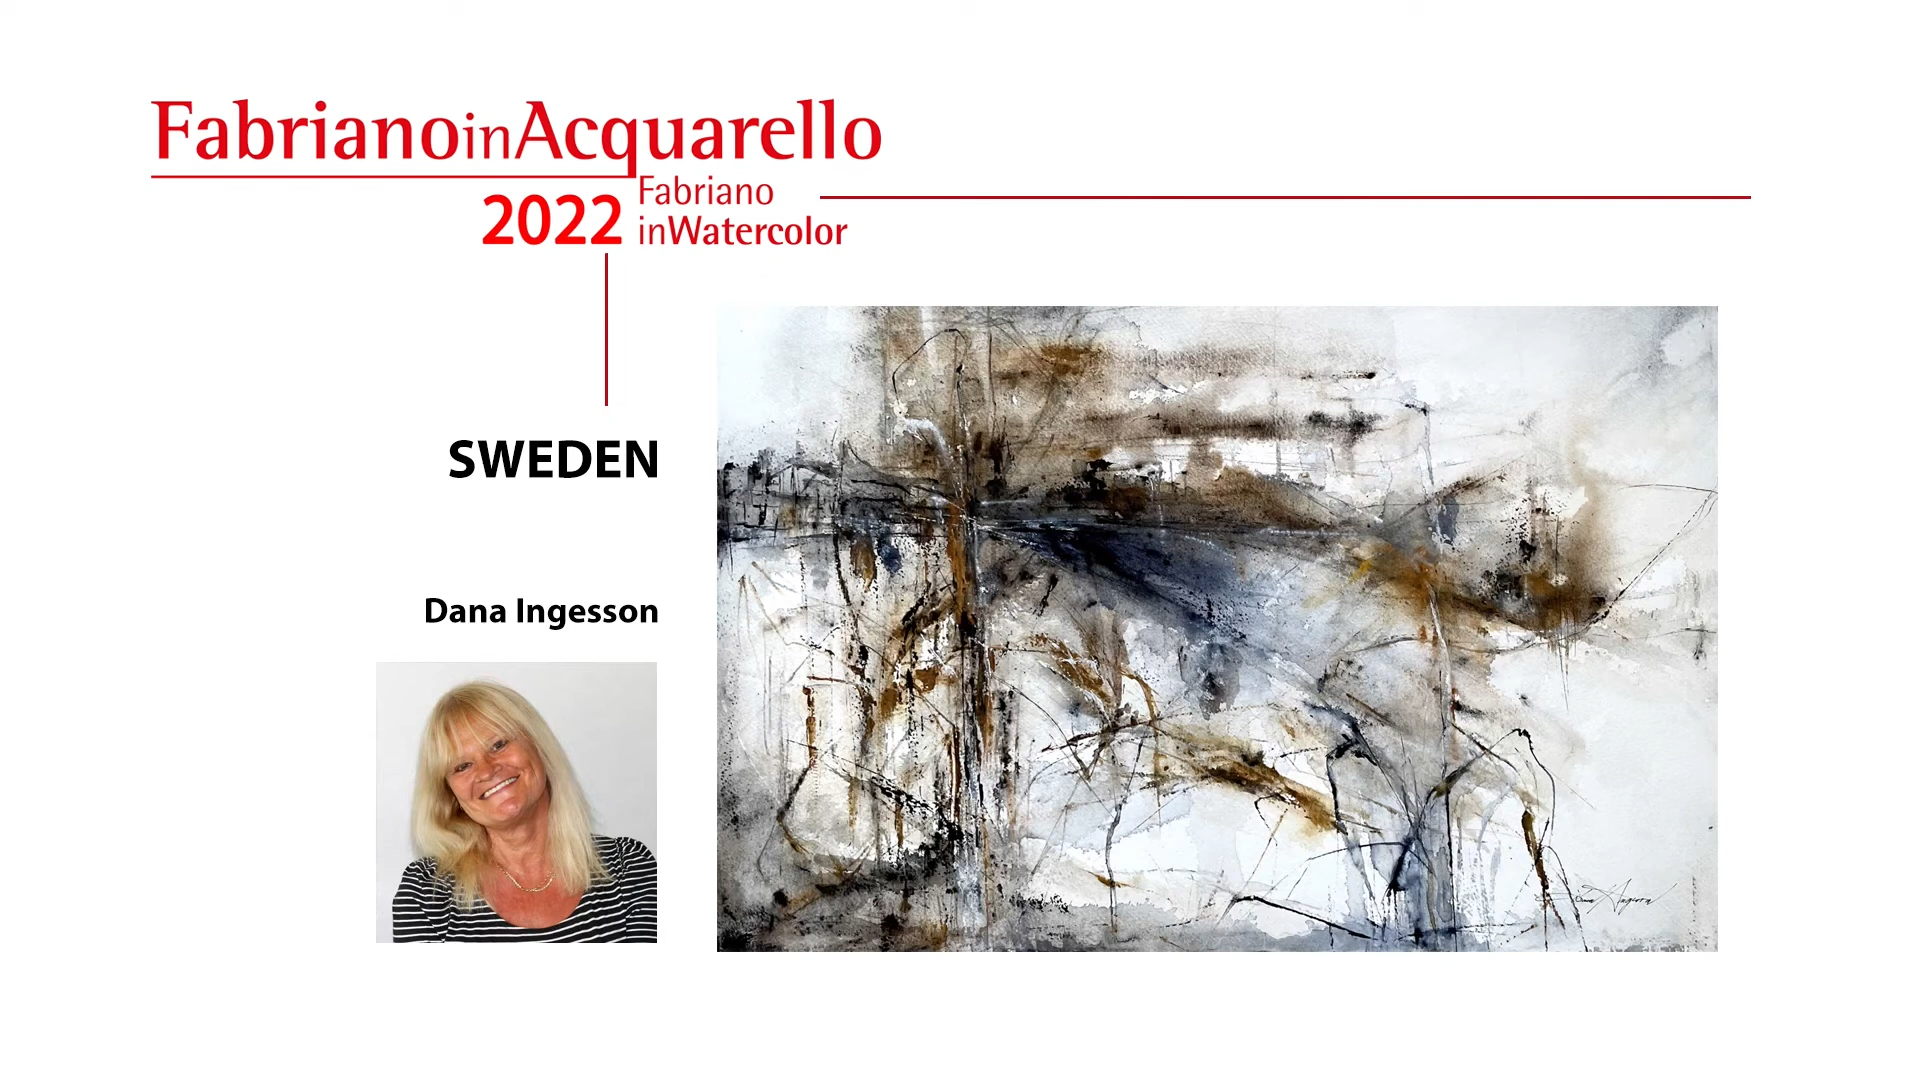 FabrianoinAcquarello
2022 Fabriano
inWatercolor
SWEDEN
Dana Ingesson